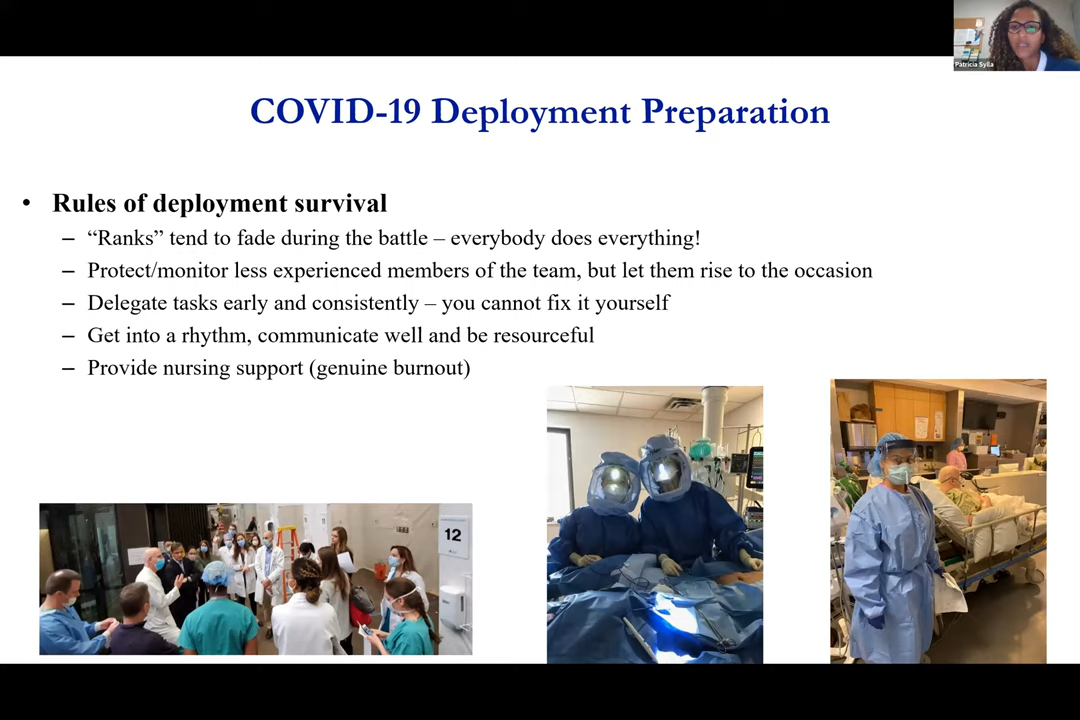 Patricia Sylla
COVID-19 Deployment Preparation
• Rules of deployment survival
– “Ranks” tend to fade during the battle – everybody does everything!
– Protect/monitor less experienced members of the team, but let them rise to the occasion
– Delegate tasks early and consistently – you cannot fix it yourself
– Get into a rhythm, communicate well and be resourceful
– Provide nursing support (genuine burnout)
12